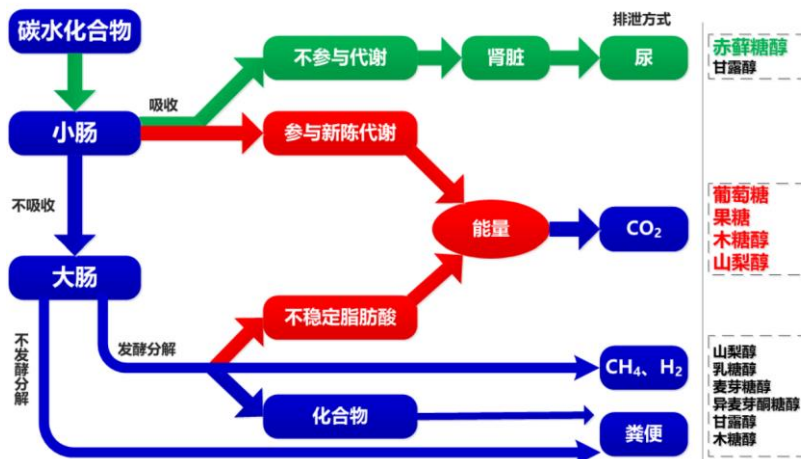 碳水化合物
排泄方式
不参与代谢
肾脏
尿
赤藓糖醇
甘露醇
吸收
小肠
参与新陈代谢
不吸收
能量
CO₂
葡萄糖
果糖
木糖醇
山梨醇
大肠
不稳定脂肪酸
发酵分解
不发酵分解
CH₄、H₂
化合物
粪便
山梨醇
乳糖醇
麦芽糖醇
异麦芽酮糖醇
甘露醇
木糖醇